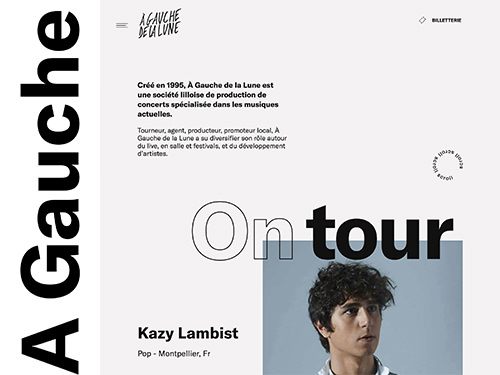 A Gauche
À GAUCHE
DE LA LUNE
BILLETTERIE
Créé en 1995, À Gauche de la Lune est
une société lilloise de production de
concerts spécialisée dans les musiques
actuelles.
Tourneur, agent, producteur, promoteur local, À
Gauche de la Lune a su diversifier son rôle autour
du live, en salle et festivals, et du développement
d'artistes.
scroll scroll scroll scroll
On tour
Kazy Lambist
Pop - Montpellier, Fr